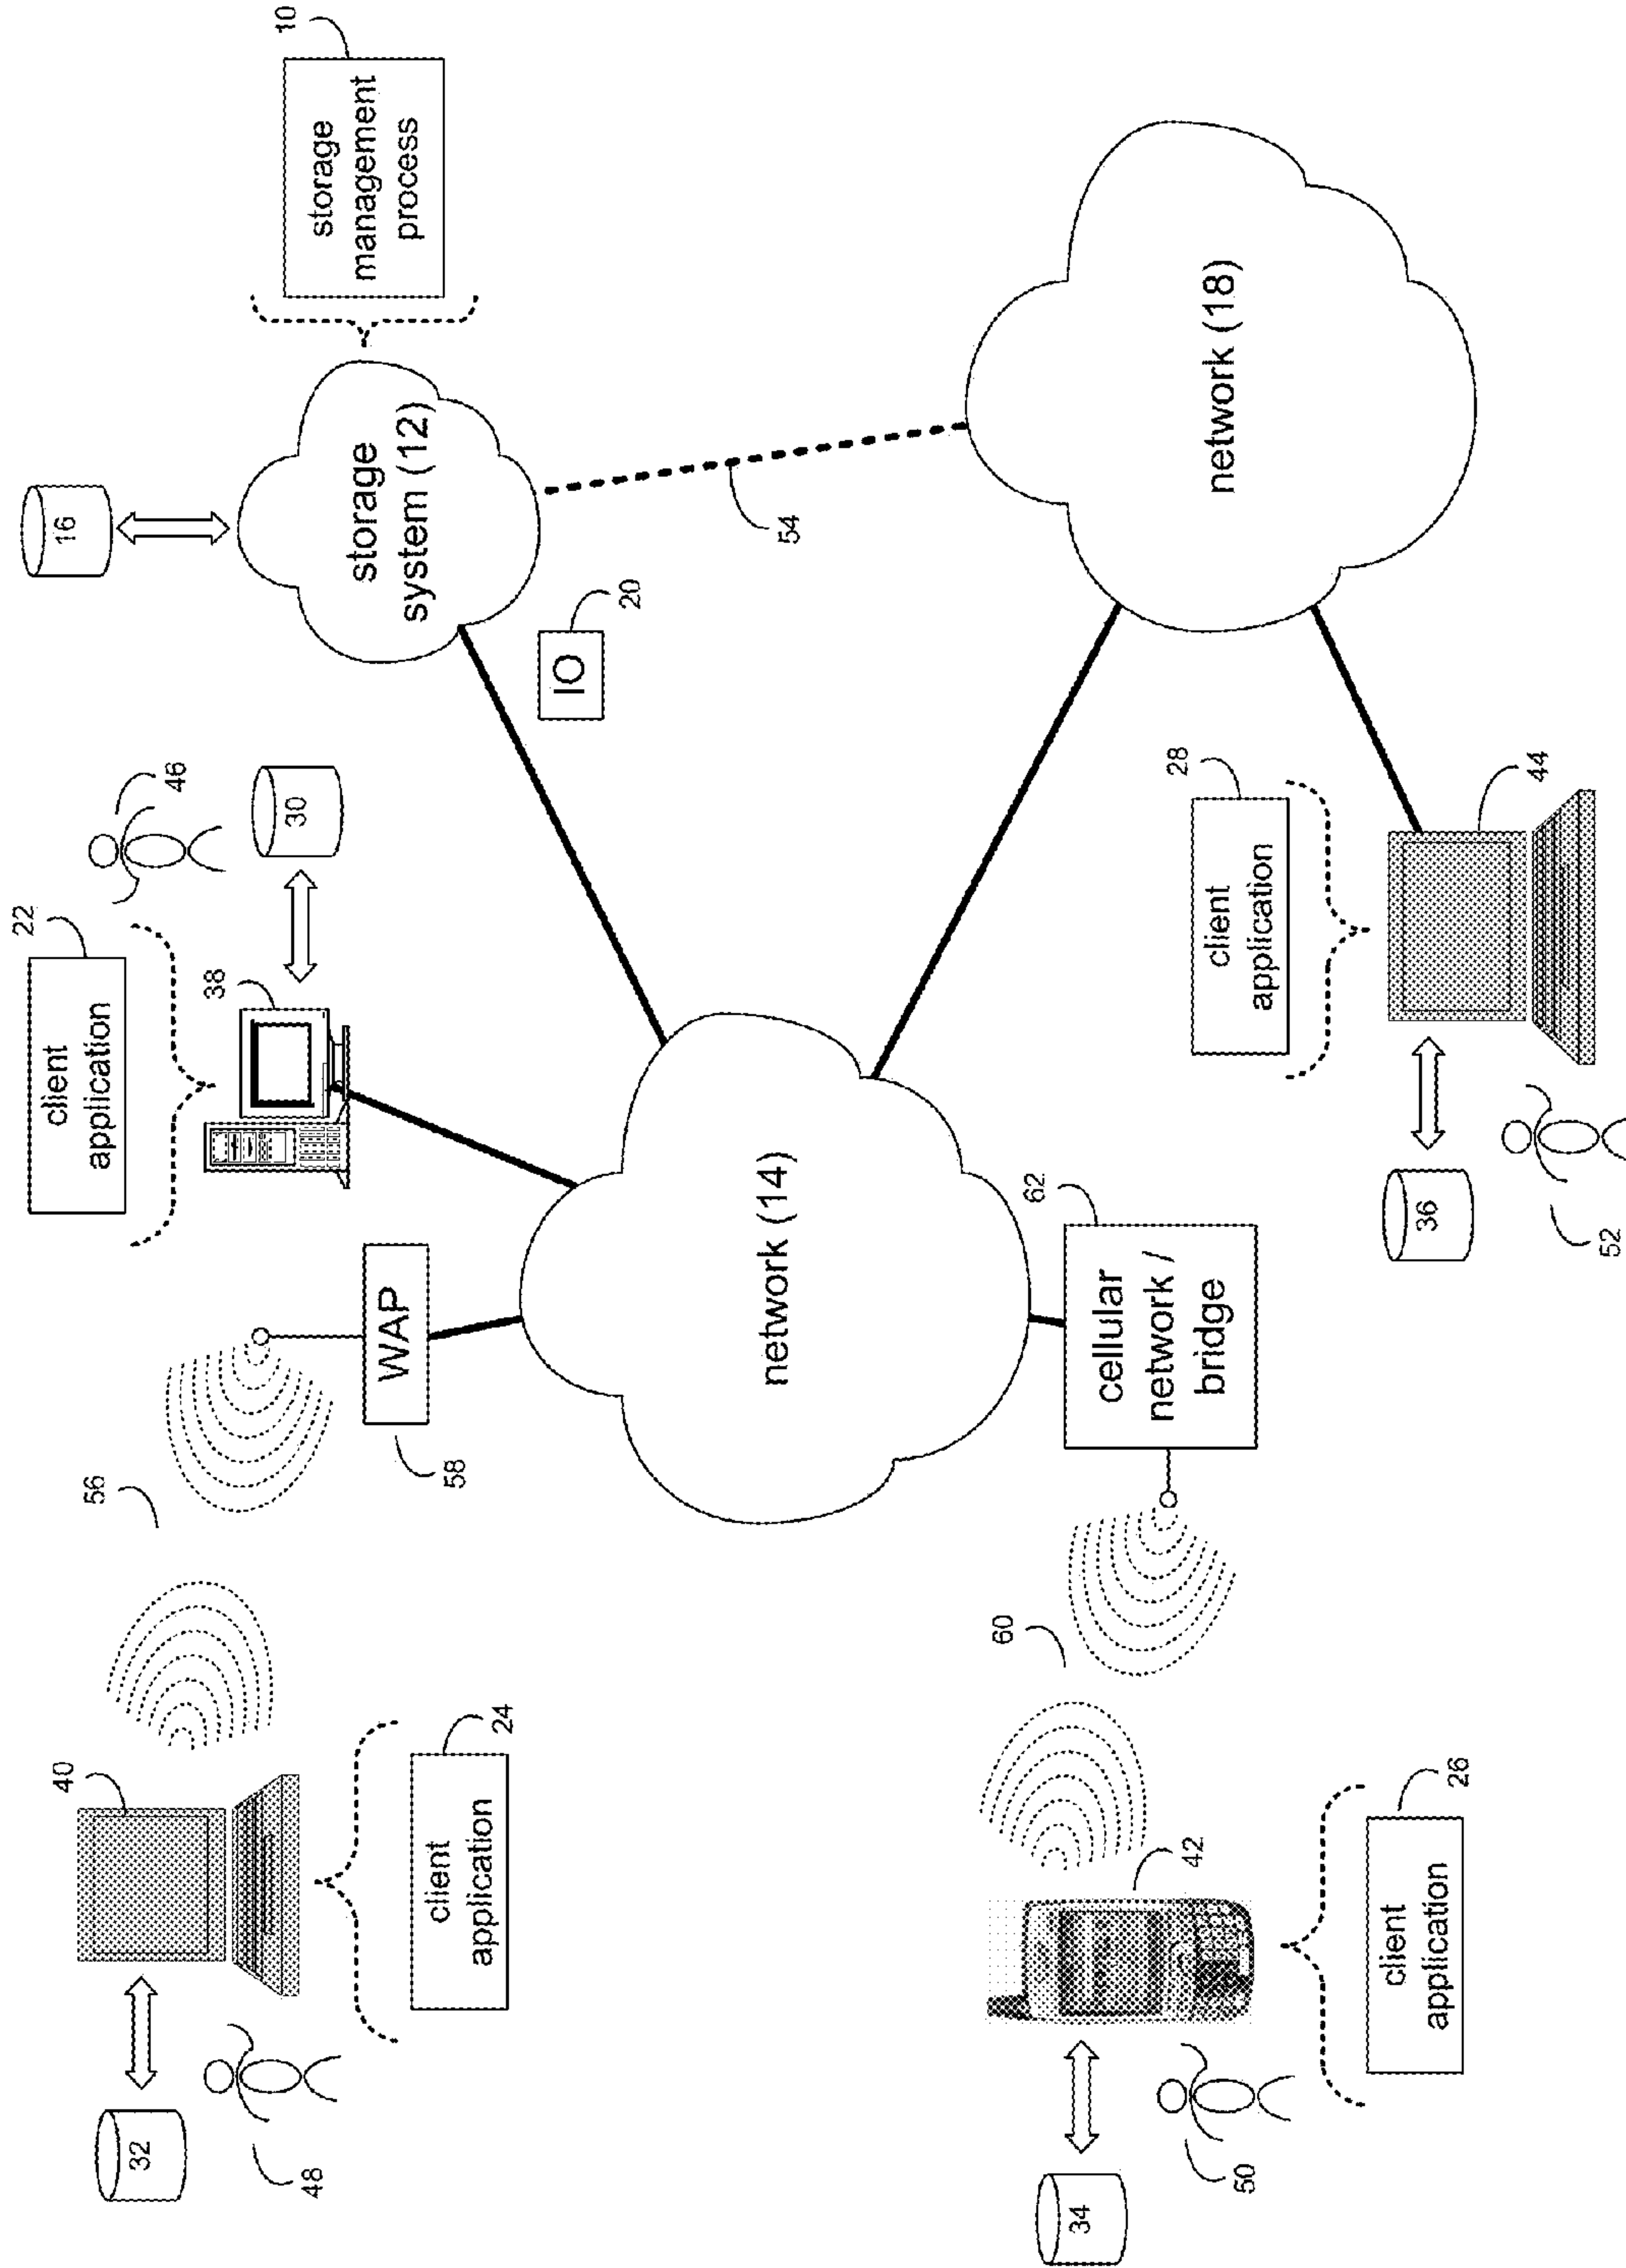 32
40
48
client
application
24
56
WAP
58
client
application
22
38
46
30
16
storage
system (12)
storage
management
process
10
IO
20
54
network (14)
network (18)
34
42
50
client
application
26
60
cellular
network /
bridge
62
client
application
28
44
36
52